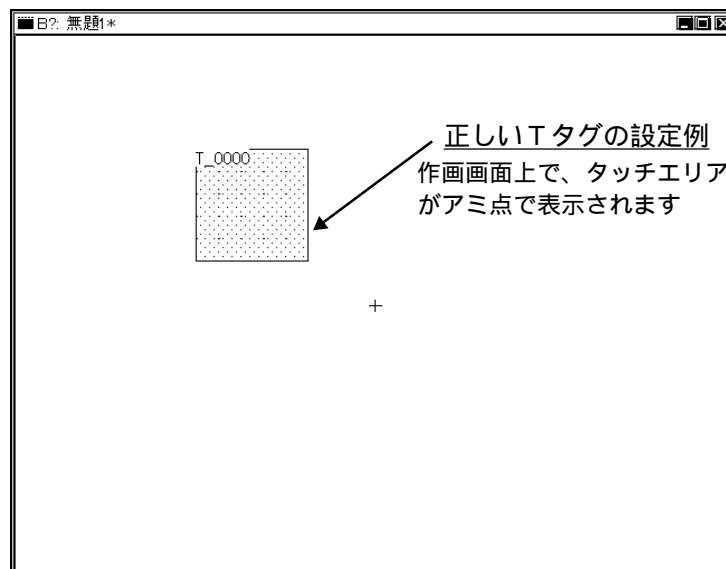 B?: 無題1*
T_0000
正しいＴタグの設定例
作画画面上で、タッチエリア
がアミ点で表示されます